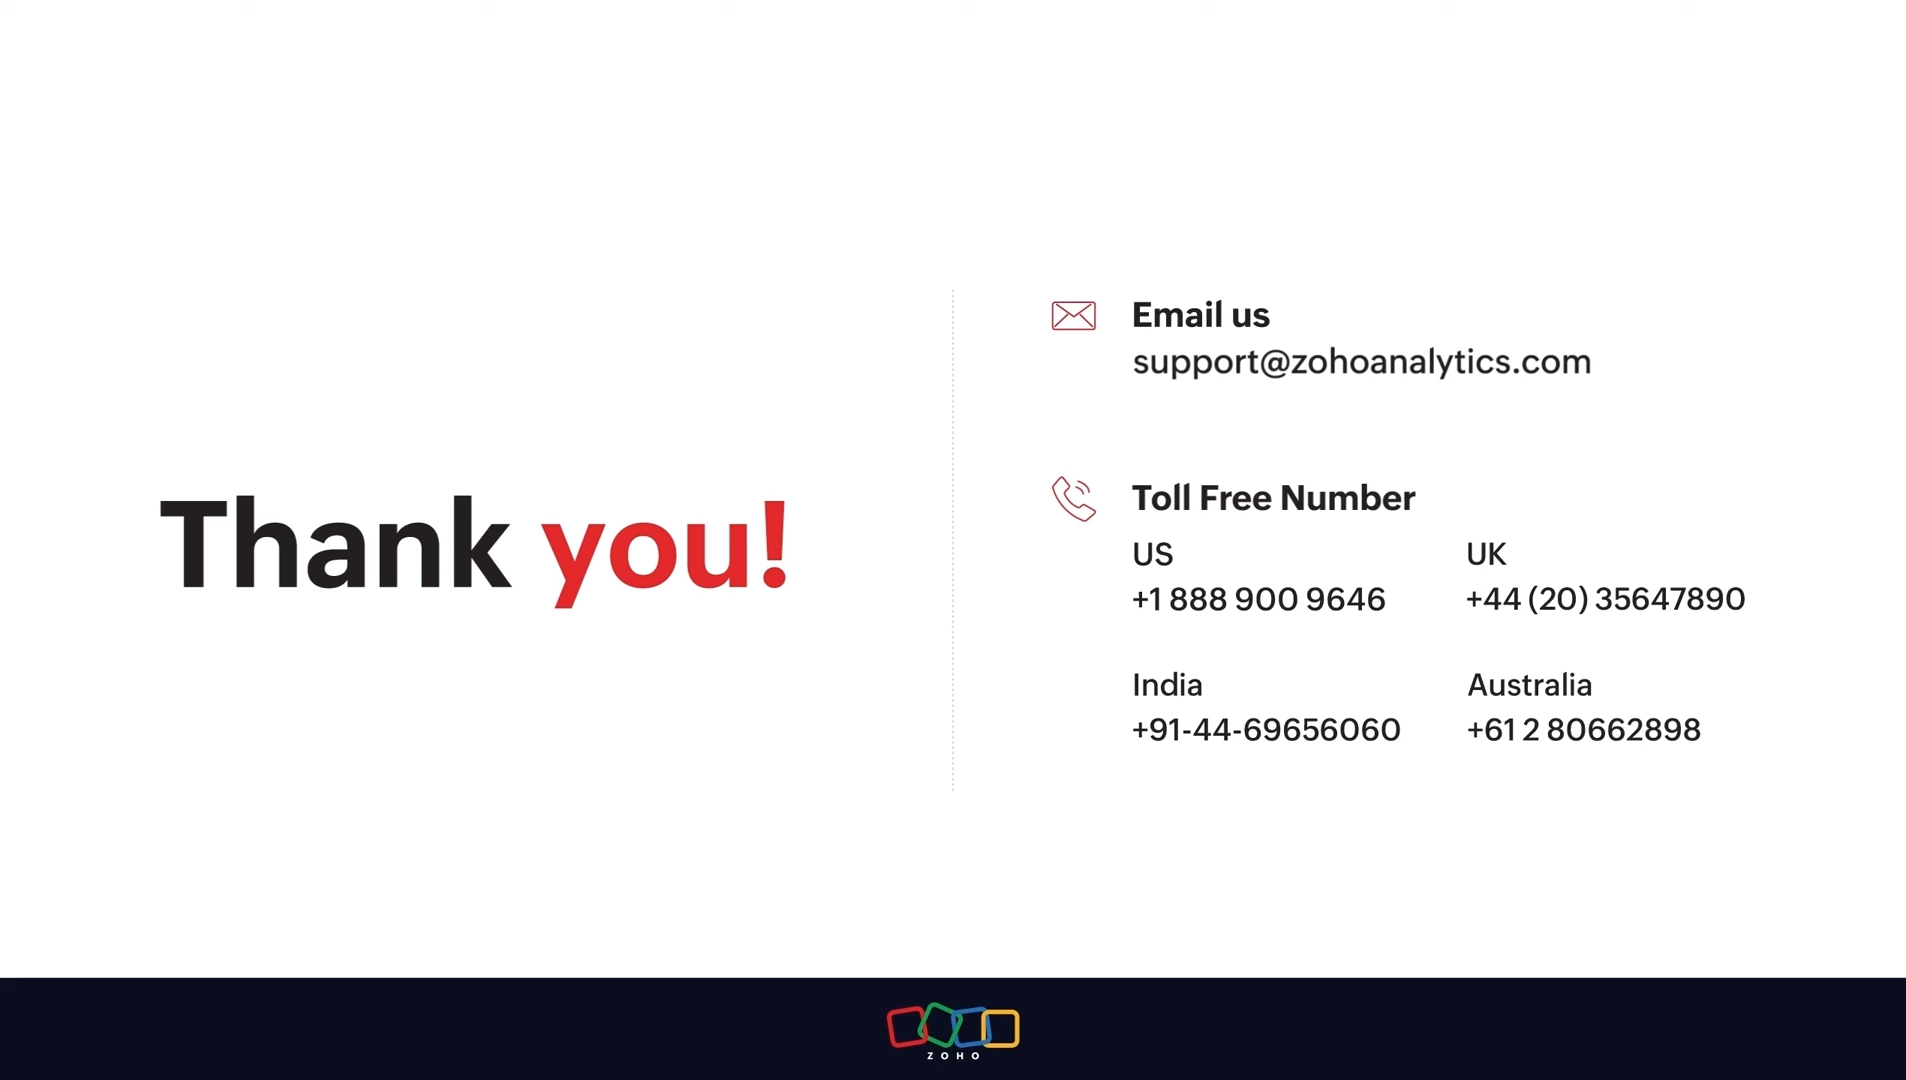 Thank you!
Email us
support@zohoanalytics.com
Toll Free Number
US
+1 888 900 9646
UK
+44 (20) 35647890
India
+91-44-69656060
Australia
+61 2 80662898
ZOHO